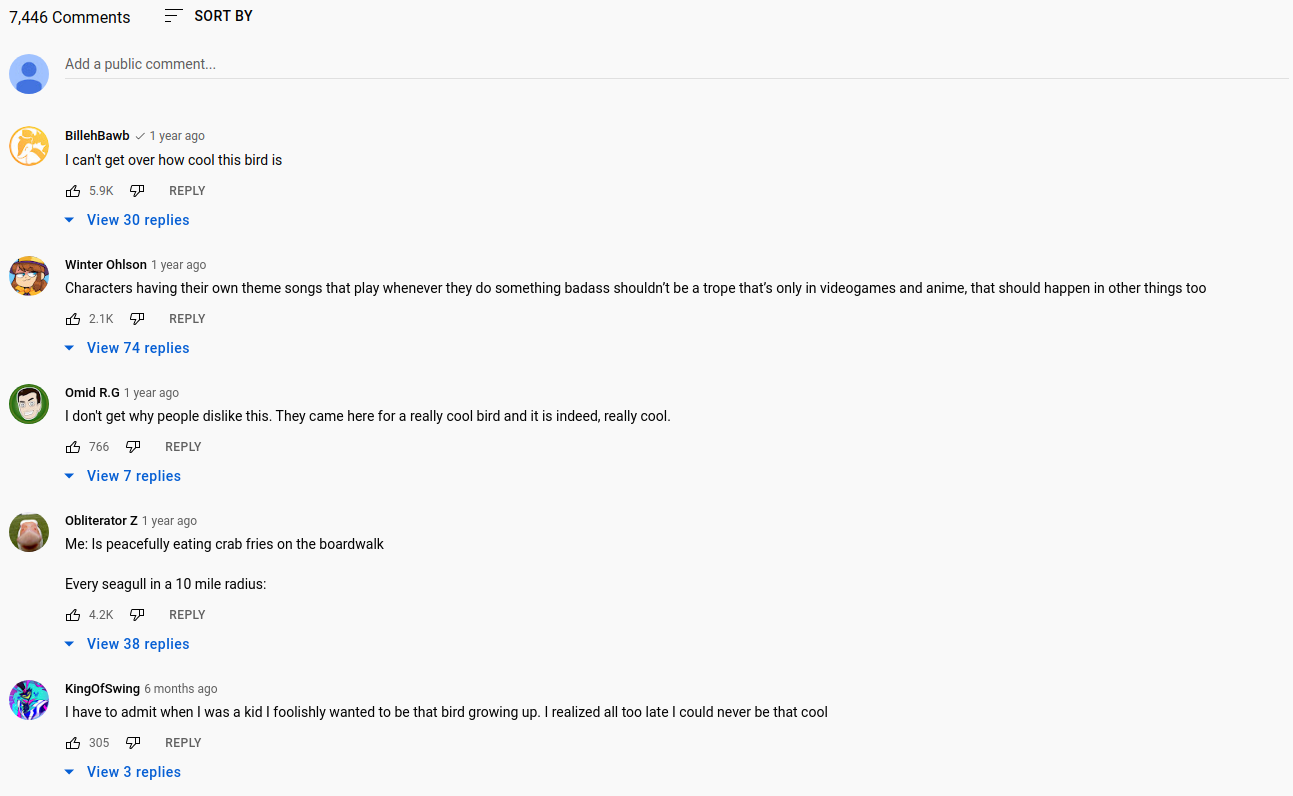 7,446 Comments SORT BY
Add a public comment...
BillehBawb 1 year ago
I can't get over how cool this bird is
5.9K REPLY
View 30 replies
Winter Ohlson 1 year ago
Characters having their own theme songs that play whenever they do something badass shouldn’t be a trope that’s only in videogames and anime, that should happen in other things too
2.1K REPLY
View 74 replies
Omid R.G 1 year ago
I don't get why people dislike this. They came here for a really cool bird and it is indeed, really cool.
766 REPLY
View 7 replies
Obliterator Z 1 year ago
Me: Is peacefully eating crab fries on the boardwalk
Every seagull in a 10 mile radius:
4.2K REPLY
View 38 replies
KingOfSwing 6 months ago
I have to admit when I was a kid I foolishly wanted to be that bird growing up. I realized all too late I could never be that cool
305 REPLY
View 3 replies